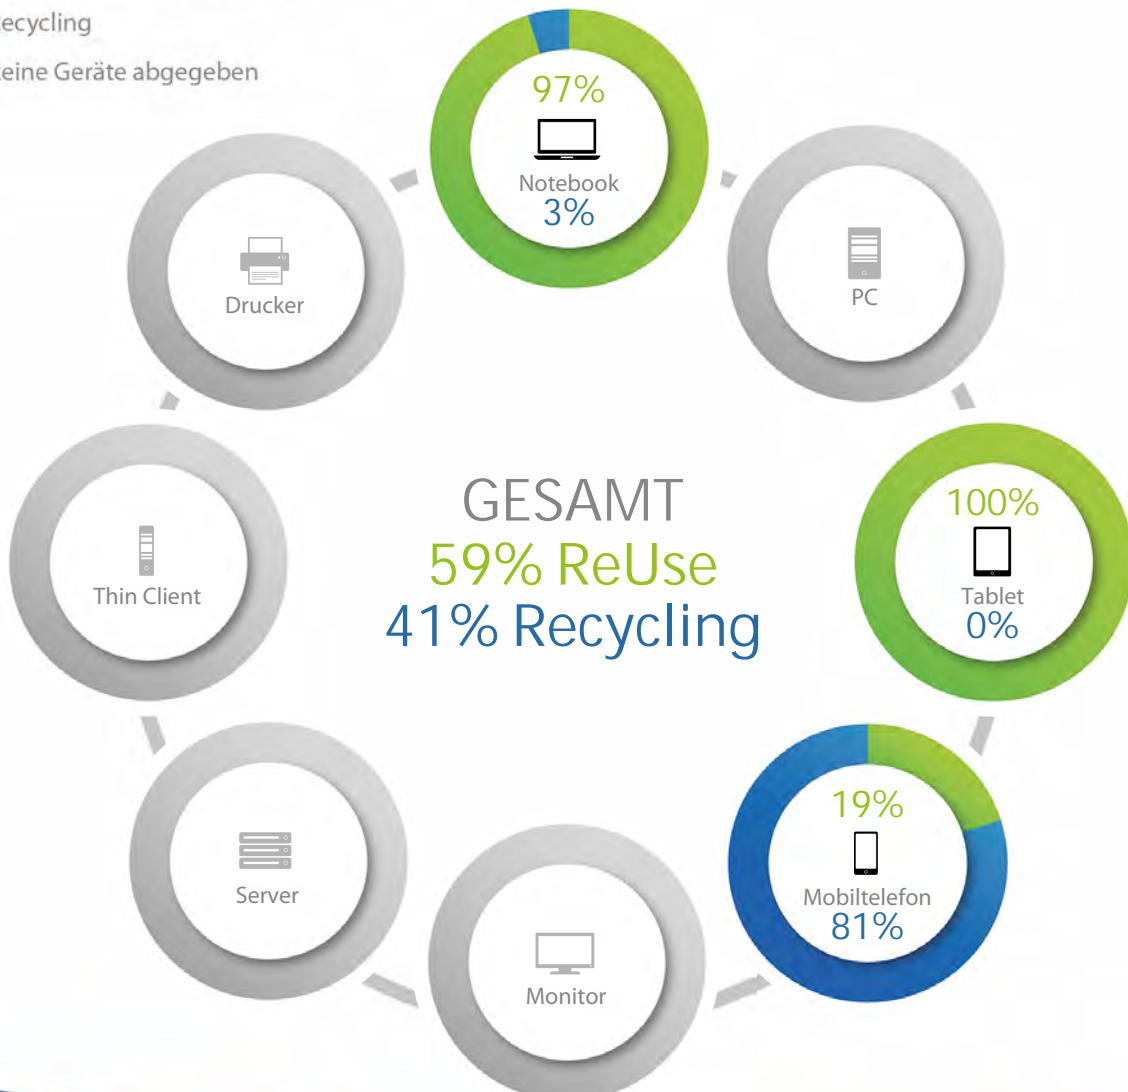 ecycling
eine Geräte abgegeben
97%
Notebook
3%
Drucker
PC
GESAMT
59% ReUse
41% Recycling
Thin Client
100%
Tablet
0%
19%
Mobiltelefon
81%
Server
Monitor